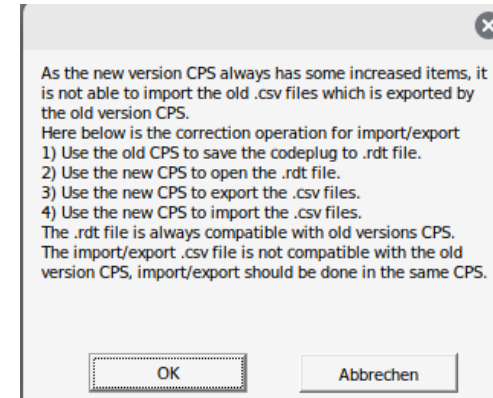 As the new version CPS always has some increased items, it
is not able to import the old .csv files which is exported by
the old version CPS.
Here below is the correction operation for import/export
1) Use the old CPS to save the codeplug to .rdt file.
2) Use the new CPS to open the .rdt file.
3) Use the new CPS to export the .csv files.
4) Use the new CPS to import the .csv files.
The .rdt file is always compatible with old versions CPS.
The import/export .csv file is not compatible with the old
version CPS, import/export should be done in the same CPS.
OK
Abbrechen